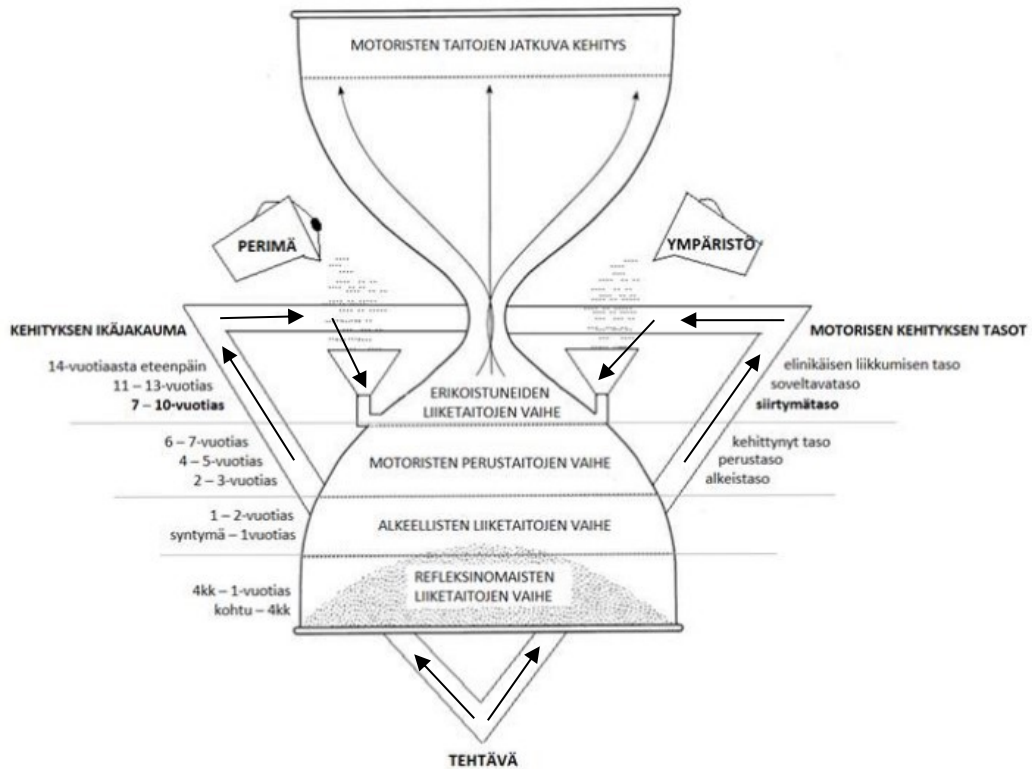 MOTORISTEN TAITOJEN JATKUVA KEHITYS
PERIMÄ
YMPÄRISTÖ
KEHITYKSEN IKÄJAKAUMA
MOTORISEN KEHITYKSEN TASOT
14-vuotiaasta eteenpäin
11 – 13-vuotias
7 – 10-vuotias
elinikäisen liikkumisen taso
soveltavataso
siirtymätaso
ERIKOISTUNEIDEN
LIIKETAITOJEN VAIHE
6 – 7-vuotias
4 – 5-vuotias
2 – 3-vuotias
MOTORISTEN PERUSTAITOJEN VAIHE
kehittynyt taso
perustaso
alkeistaso
1 – 2-vuotias
syntymä – 1vuotias
ALKEELLISTEN LIIKETAITOJEN VAIHE
4kk – 1-vuotias
kohtu – 4kk
REFLEKSINOMAISTEN
LIIKETAITOJEN VAIHE
TEHTÄVÄ